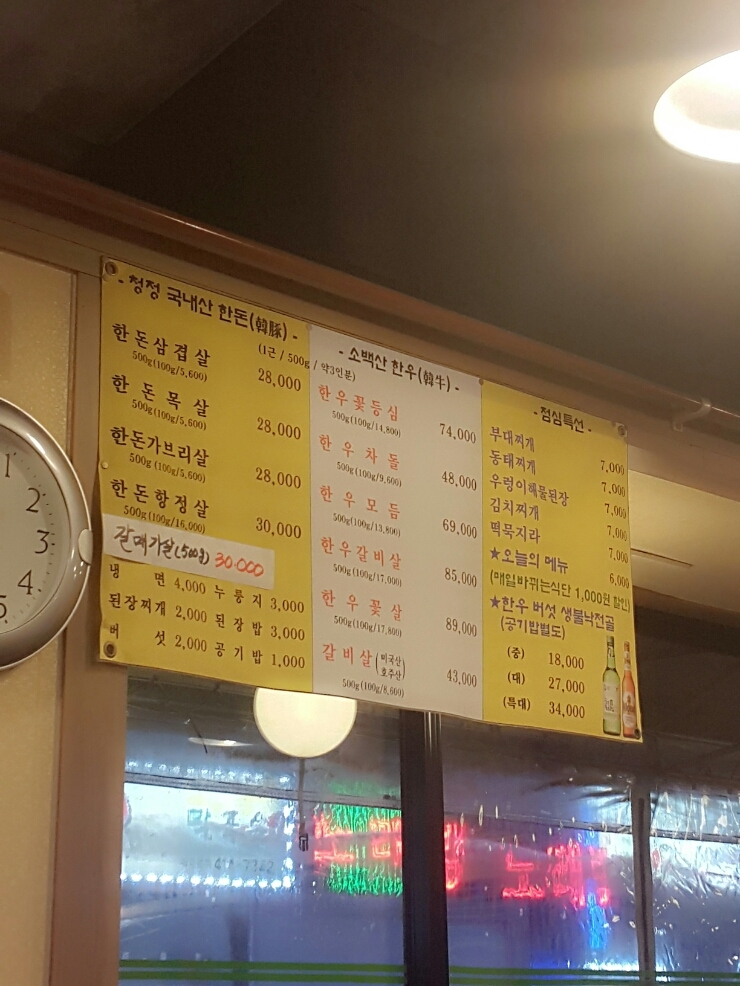 - 청정 국내산 한돈(韓豚) -
(1근 / 500g / 약3인분)
한돈삼겹살
500g(100g/5,600) 28,000
한돈목살
500g(100g/5,600) 28,000
한돈가브리살
500g (100g/5,600) 28,000
한돈항정살
500g(100g/16,000) 30,000
갈매기살(500g) 30.000
냉면 4,000 누룽지 3,000
된장찌개 2,000 된장밥 3,000
버섯 2,000 공기밥 1,000
- 소백산 한우(韓牛) -
한우꽃등심
500g(100g/14,800) 74,000
한우차돌
500g(100g/9,600) 48,000
한우모듬
500g(100g/13,800) 69,000
한우갈비살
500g(100g/17,000) 85,000
한우꽃살
500g(100g/17,800) 89,000
갈비살(미국산 호주산)
500g(100g/8,600) 43,000
- 점심특선 -
부대찌개 7,000
동태찌개 7,000
우렁이해물된장 7,000
김치찌개 7,000
떡묵지라 7,000
★오늘의 메뉴 6,000
(매일바뀌는식단 1,000원 할인)
★한우 버섯 생불낙전골
(공기밥별도)
(중) 18,000
(대) 27,000
(특대) 34,000
1
2
3
4
5